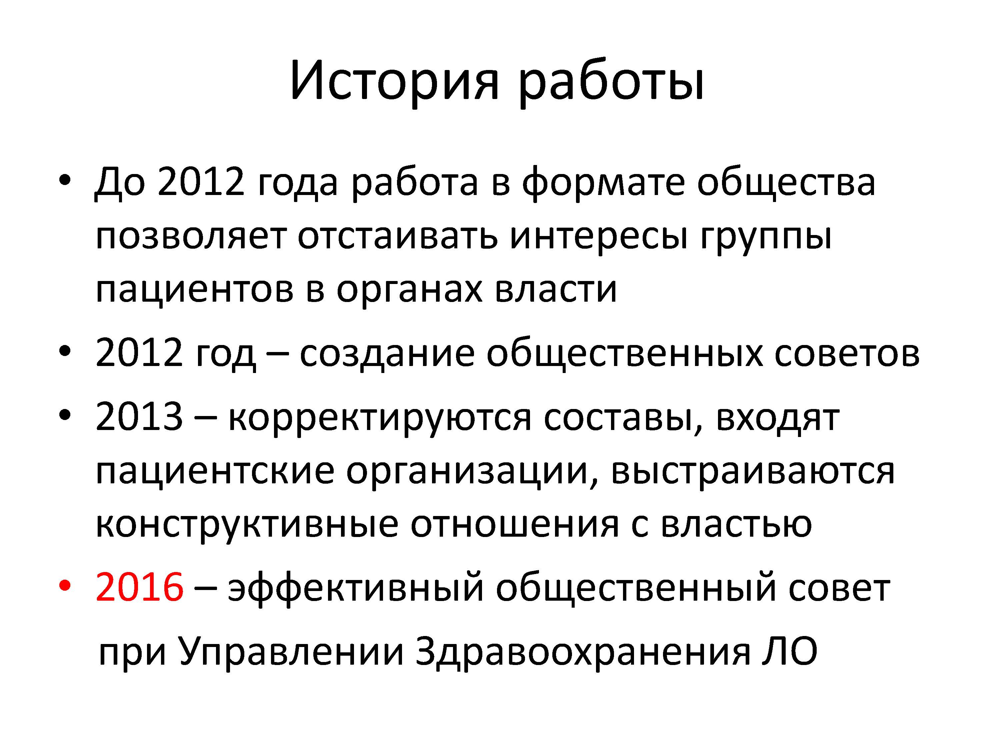 История работы
• До 2012 года работа в формате общества
позволяет отстаивать интересы группы
пациентов в органах власти
• 2012 год – создание общественных советов
• 2013 – корректируются составы, входят
пациентские организации, выстраиваются
конструктивные отношения с властью
• 2016 – эффективный общественный совет
при Управлении Здравоохранения ЛО